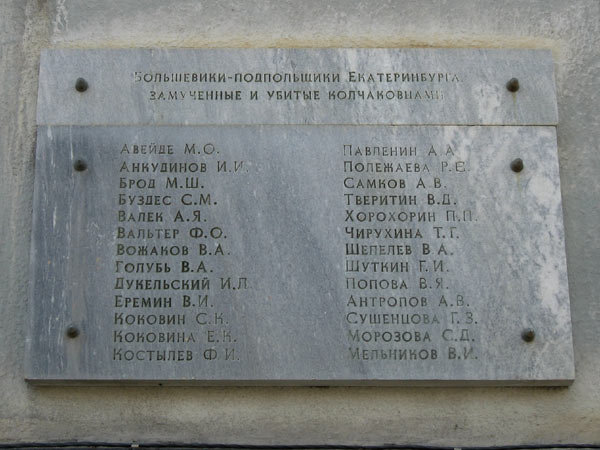 Большевики-подпольщики Екатеринбурга,
замученные и убитые колчаковцами
Авейде М.О.
Анкудинов И.И.
Брод М.Ш.
Буздес С.М.
Валек А.Я.
Вальтер Ф.О.
Вожаков В.А.
Голубь В.А.
Дукельский И.Л.
Еремин В.И.
Коковин С.К.
Коковина Е.К.
Костылев Ф.И.
Павленин А.А.
Полежаева Р.Е.
Самков А.В.
Тверитин В.Д.
Хорохорин П.П.
Чирухина Т.Г.
Шепелев В.А.
Шуткин Г.И.
Попова В.Я.
Антропов А.В.
Сушенцова Г.З.
Морозова С.Д.
Мельников В.И.